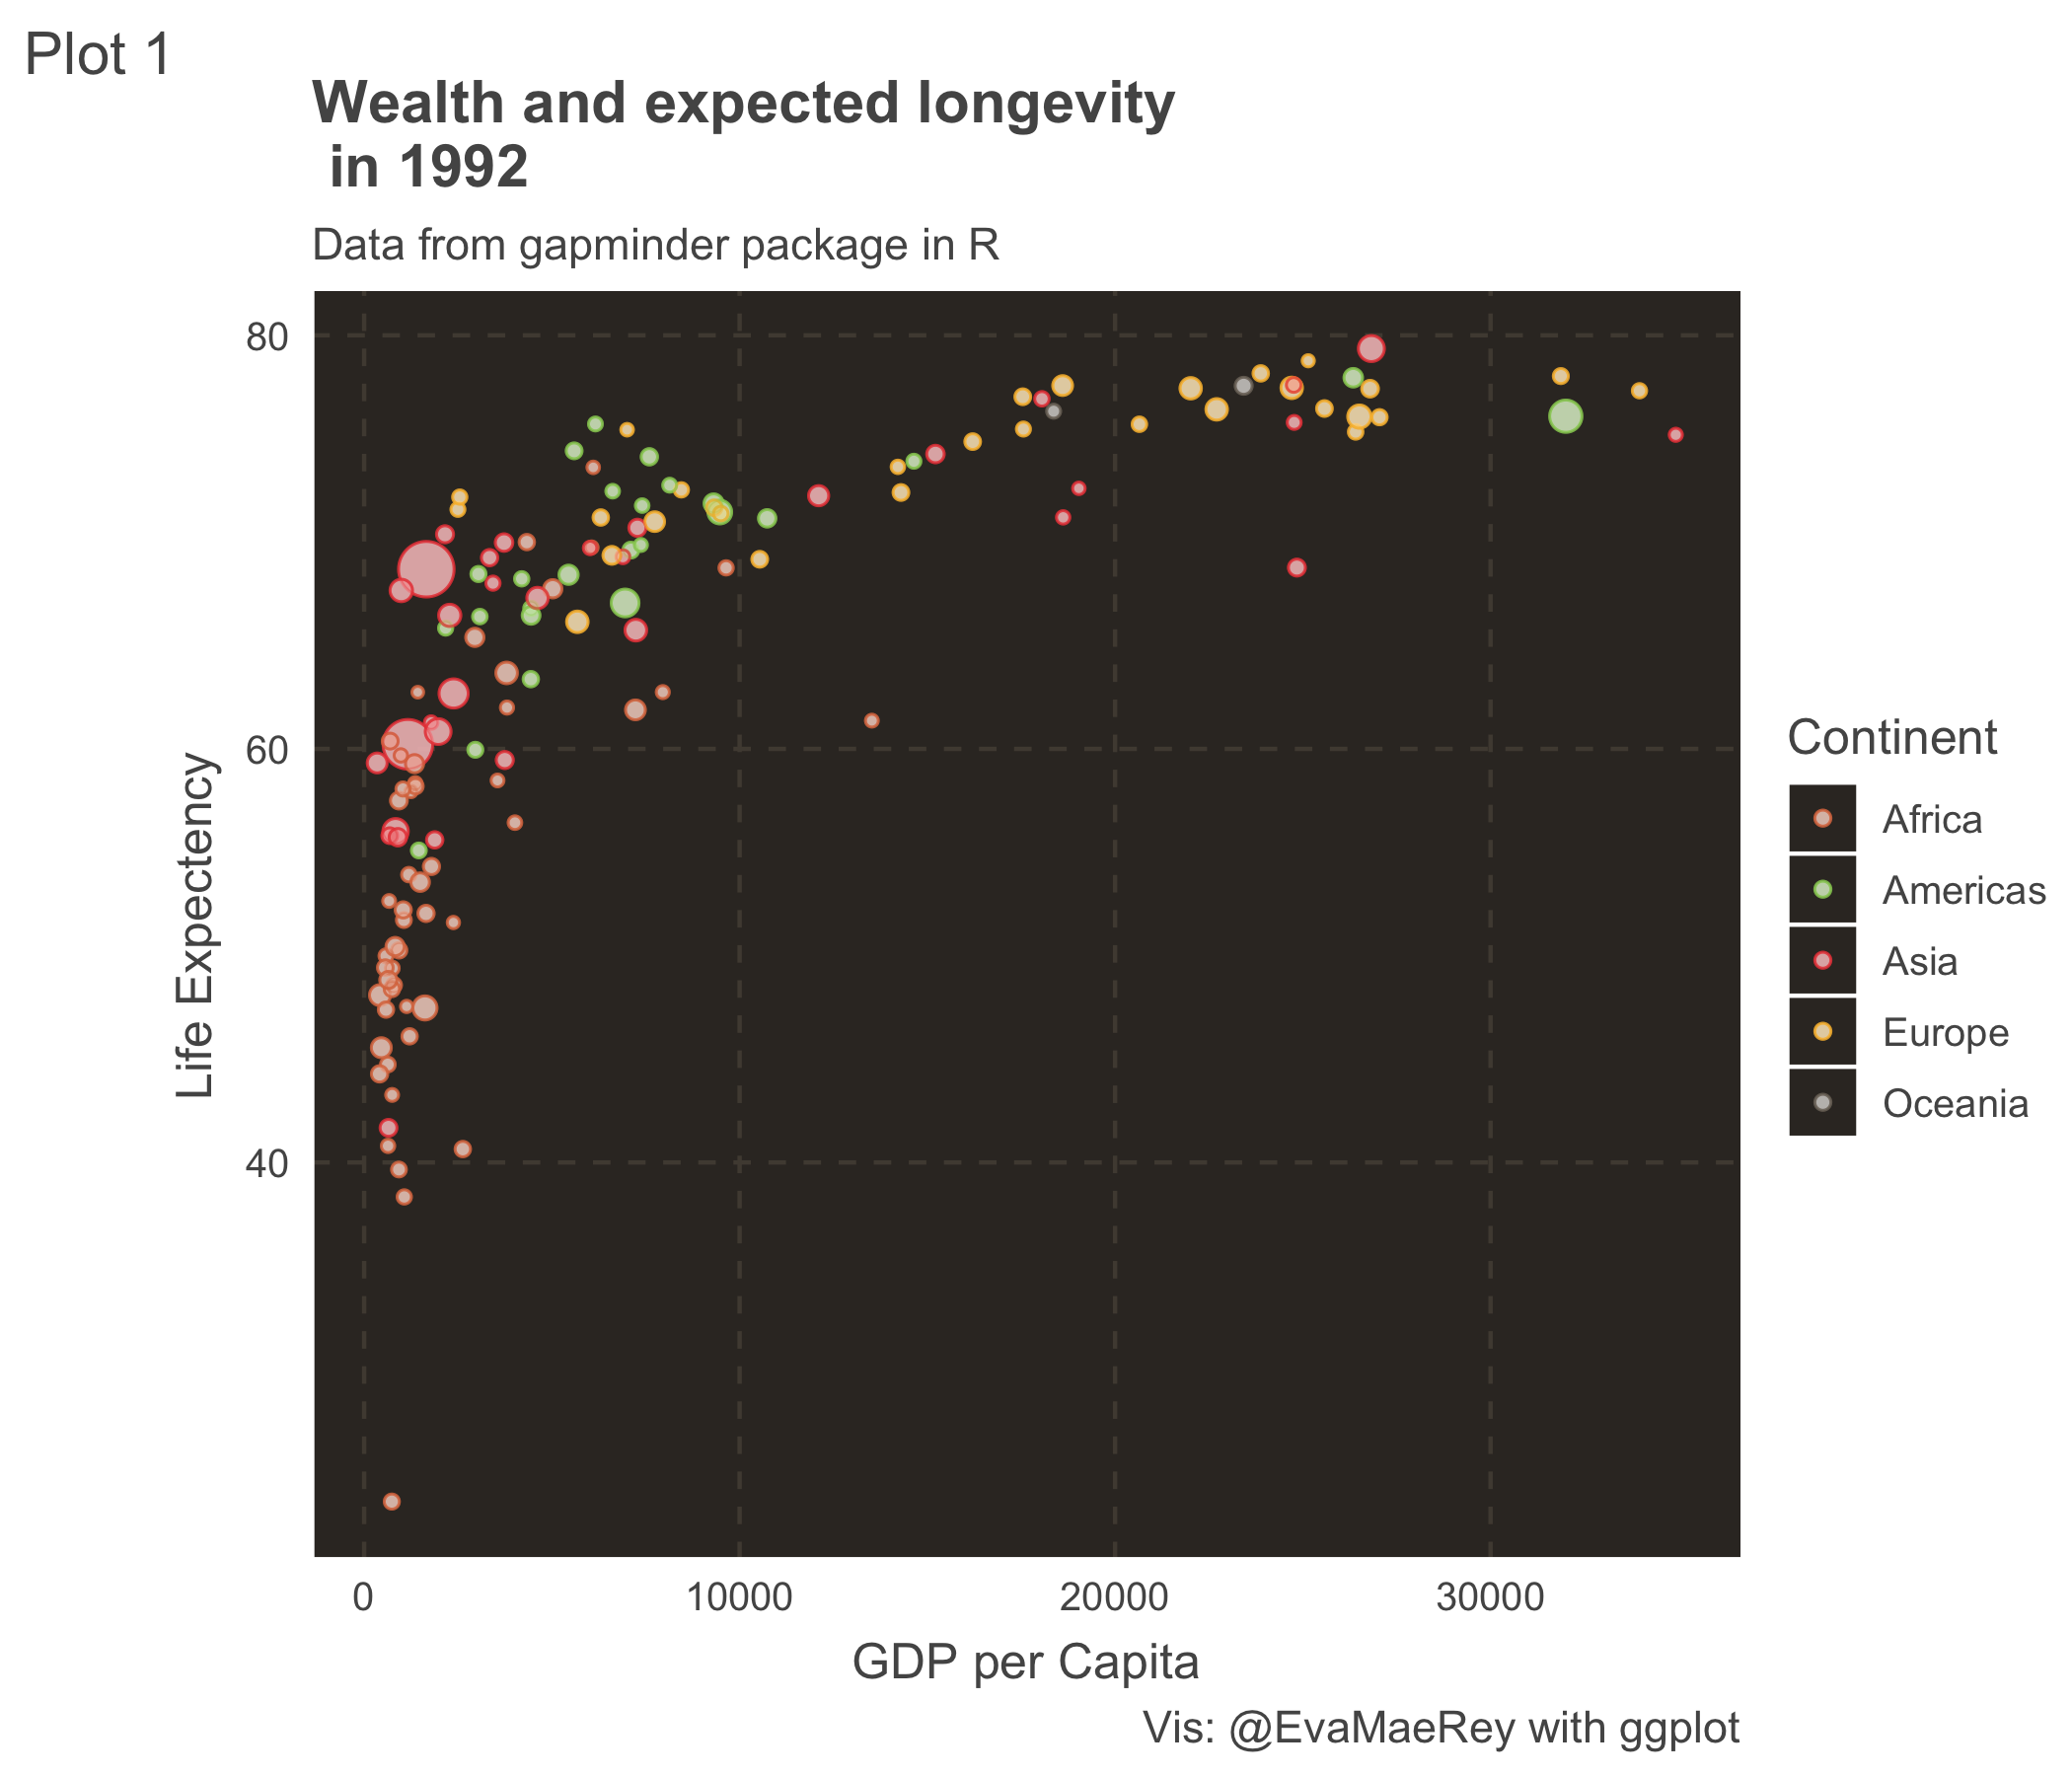 Plot 1
Wealth and expected longevity
in 1992
Data from gapminder package in R
80
60
40
Life Expectency
0
10000
20000
30000
GDP per Capita
Continent
Africa
Americas
Asia
Europe
Oceania
Vis: @EvaMaeRey with ggplot